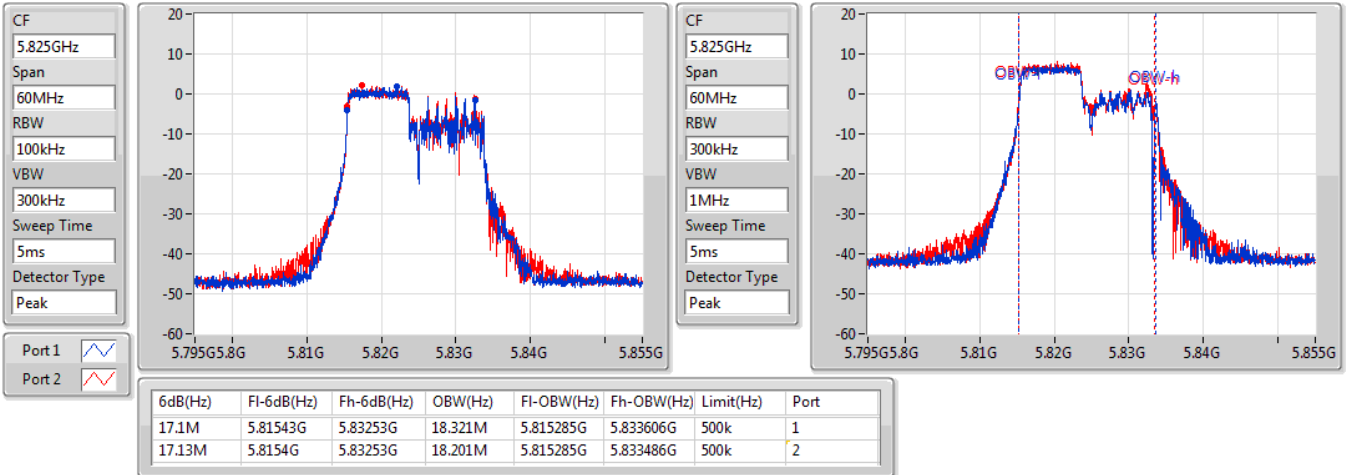 CF
5.825GHz
Span
60MHz
RBW
100kHz
VBW
300kHz
Sweep Time
5ms
Detector Type
Peak
Port 1
Port 2
20
10
0
-10
-20
-30
-40
-50
-60
5.795G 5.8G 5.81G 5.82G 5.83G 5.84G 5.855G
CF
5.825GHz
Span
60MHz
RBW
300kHz
VBW
1MHz
Sweep Time
5ms
Detector Type
Peak
20
10
0
-10
-20
-30
-40
-50
-60
OBW-h
5.795G 5.8G 5.81G 5.82G 5.83G 5.84G 5.855G
6dB(Hz) Fl-6dB(Hz) Fh-6dB(Hz) OBW(Hz) Fl-OBW(Hz) Fh-OBW(Hz) Limit(Hz) Port
17.1M 5.81543G 5.83253G 18.321M 5.815285G 5.833606G 500k 1
17.13M 5.8154G 5.83253G 18.201M 5.815285G 5.833486G 500k 2